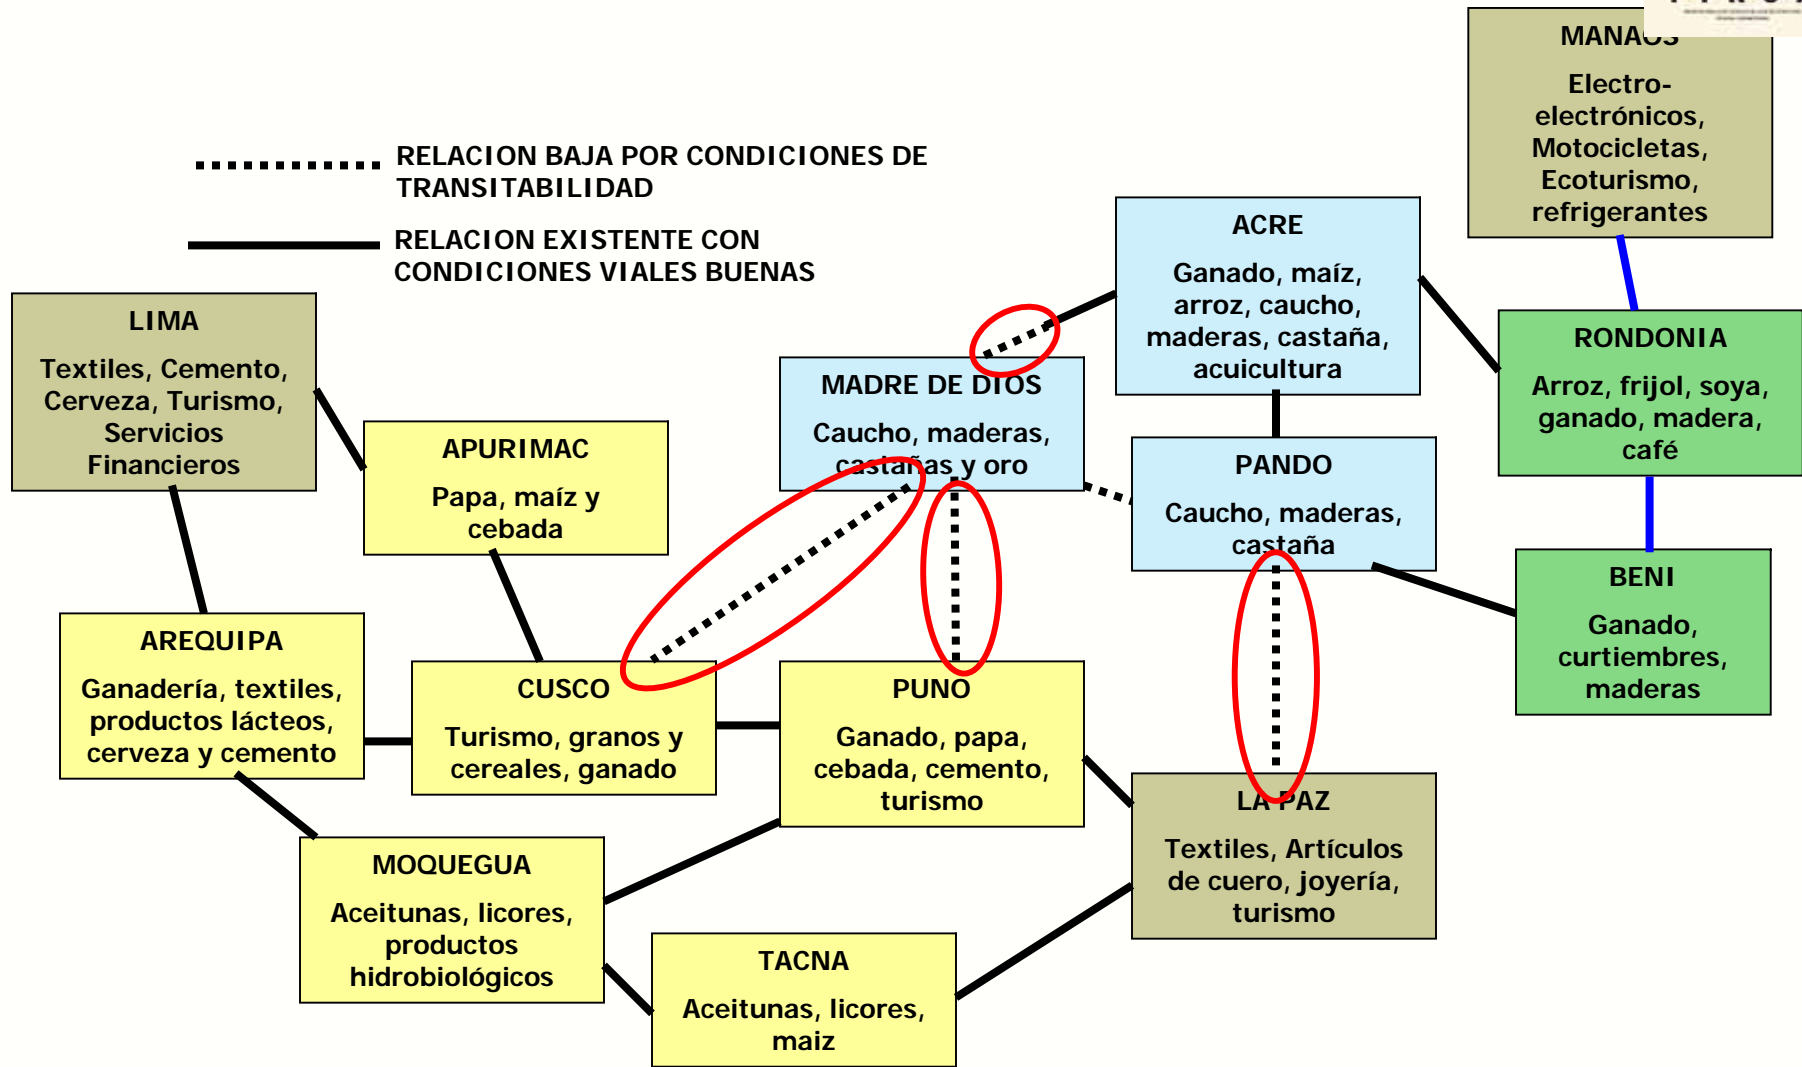 RELACION BAJA POR CONDICIONES DE
TRANSITABILIDAD
RELACION EXISTENTE CON
CONDICIONES VIALES BUENAS
MANAOS
Electro-
electrónicos,
Motocicletas,
Ecoturismo,
refrigerantes
ACRE
Ganado, maíz,
arroz, caucho,
maderas, castaña,
acuicultura
LIMA
Textiles, Cemento,
Cerveza, Turismo,
Servicios
Financieros
RONDONIA
Arroz, frijol, soya,
ganado, madera,
café
MADRE DE DIOS
Caucho, maderas,
castañas y oro
APURIMAC
Papa, maíz y
cebada
PANDO
Caucho, maderas,
castaña
BENI
Ganado,
curtiembres,
maderas
AREQUIPA
Ganadería, textiles,
productos lácteos,
cerveza y cemento
CUSCO
Turismo, granos y
cereales, ganado
PUNO
Ganado, papa,
cebada, cemento,
turismo
LA PAZ
Textiles, Artículos
de cuero, joyería,
turismo
MOQUEGUA
Aceitunas, licores,
productos
hidrobiológicos
TACNA
Aceitunas, licores,
maiz